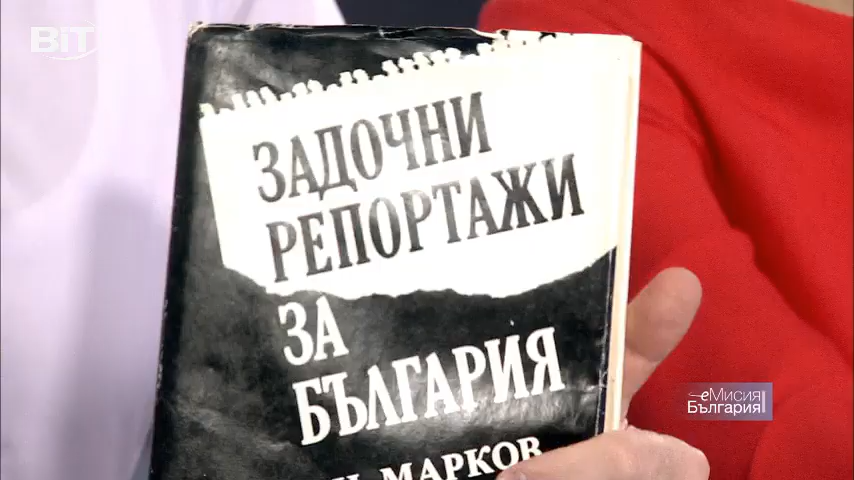 BiT
ЗАДОЧНИ
РЕПОРТАЖИ
ЗА
БЪЛГАРИЯ
МАРКОВ
еМисия
България